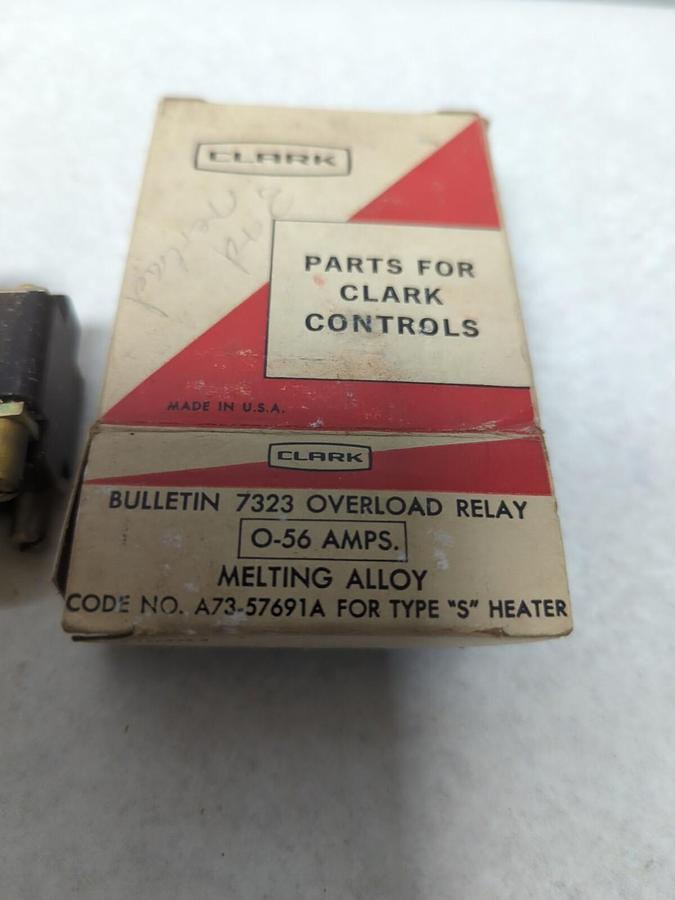 CLARK
PARTS FOR
CLARK
CONTROLS
MADE IN U.S.A.
CLARK
BULLETIN 7323 OVERLOAD RELAY
O-56 AMPS.
MELTING ALLOY
CODE NO. A73-57691A FOR TYPE "S" HEATER